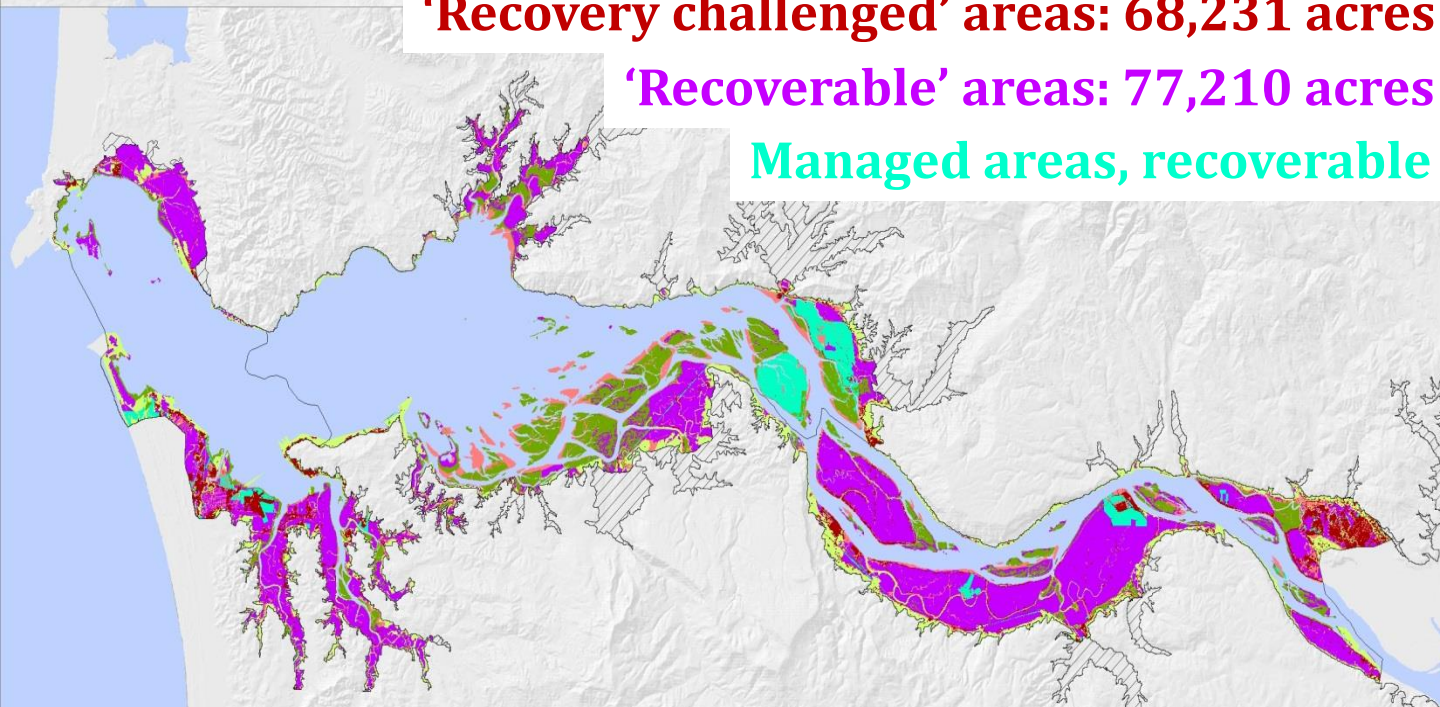 ‘Recovery challenged’ areas: 68,231 acres
‘Recoverable’ areas: 77,210 acres
Managed areas, recoverable